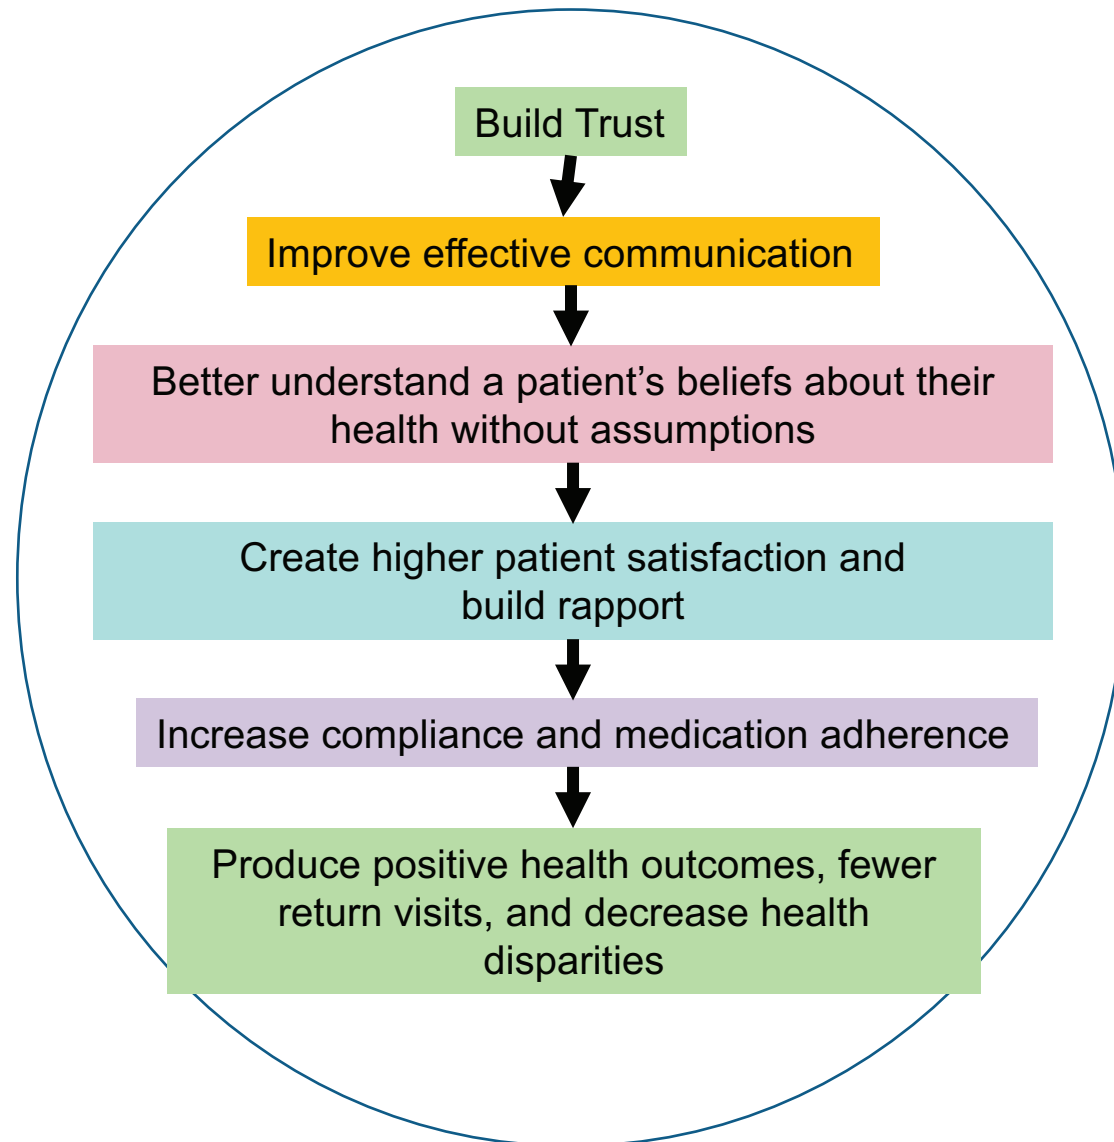 Build Trust
Improve effective communication
Better understand a patient’s beliefs about their
health without assumptions
Create higher patient satisfaction and
build rapport
Increase compliance and medication adherence
Produce positive health outcomes, fewer
return visits, and decrease health
disparities